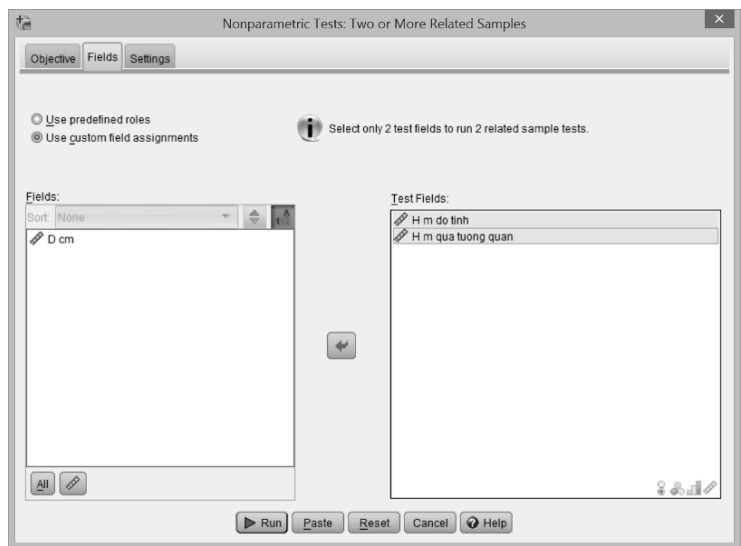 Nonparametric Tests: Two or More Related Samples
Objective Fields Settings
Use predefined roles
Use custom field assignments
Select only 2 test fields to run 2 related sample tests.
Fields:
Sort: None
D cm
All
Test Fields:
H m do tinh
H m qua tuong quan
Run Paste Reset Cancel Help